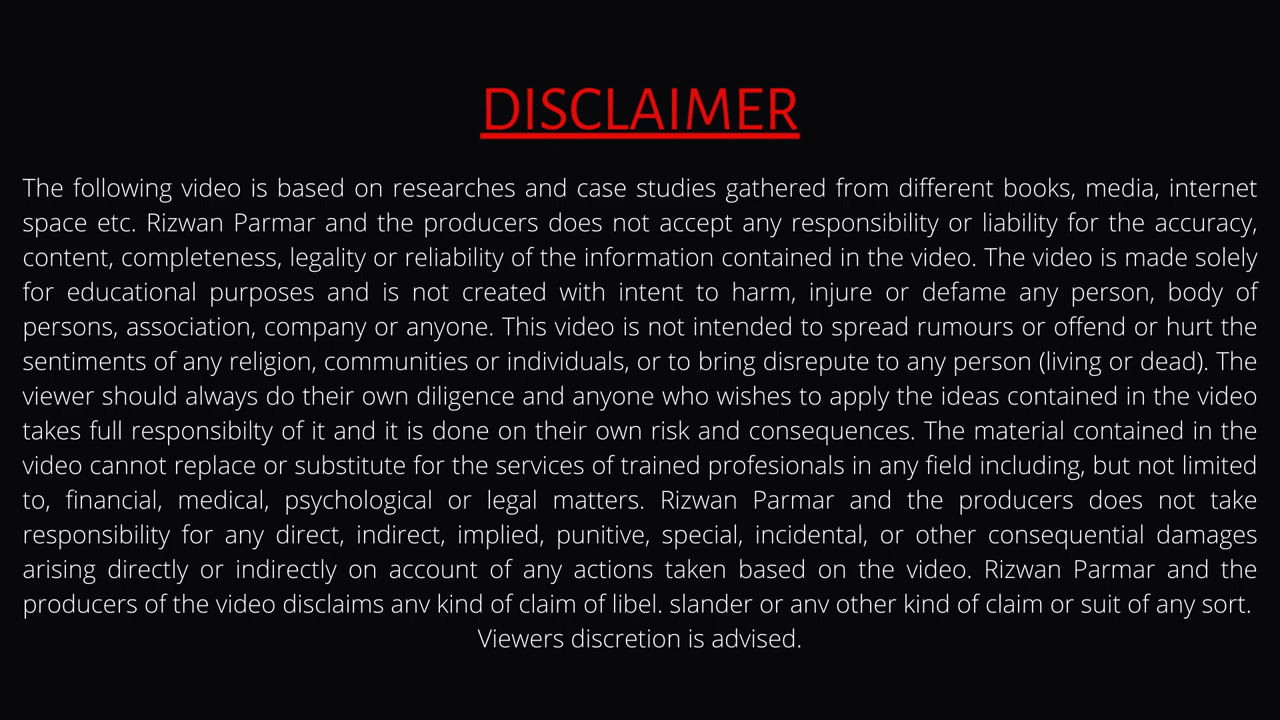 DISCLAIMER
The following video is based on researches and case studies gathered from different books, media, internet
space etc. Rizwan Parmar and the producers does not accept any responsibility or liability for the accuracy,
content, completeness, legality or reliability of the information contained in the video. The video is made solely
for educational purposes and is not created with intent to harm, injure or defame any person, body of
persons, association, company or anyone. This video is not intended to spread rumours or offend or hurt the
sentiments of any religion, communities or individuals, or to bring disrepute to any person (living or dead). The
viewer should always do their own diligence and anyone who wishes to apply the ideas contained in the video
takes full responsibilty of it and it is done on their own risk and consequences. The material contained in the
video cannot replace or substitute for the services of trained profesionals in any field including, but not limited
to, financial, medical, psychological or legal matters. Rizwan Parmar and the producers does not take
responsibility for any direct, indirect, implied, punitive, special, incidental, or other consequential damages
arising directly or indirectly on account of any actions taken based on the video. Rizwan Parmar and the
producers of the video disclaims any kind of claim of libel, slander or any other kind of claim or suit of any sort.
Viewers discretion is advised.